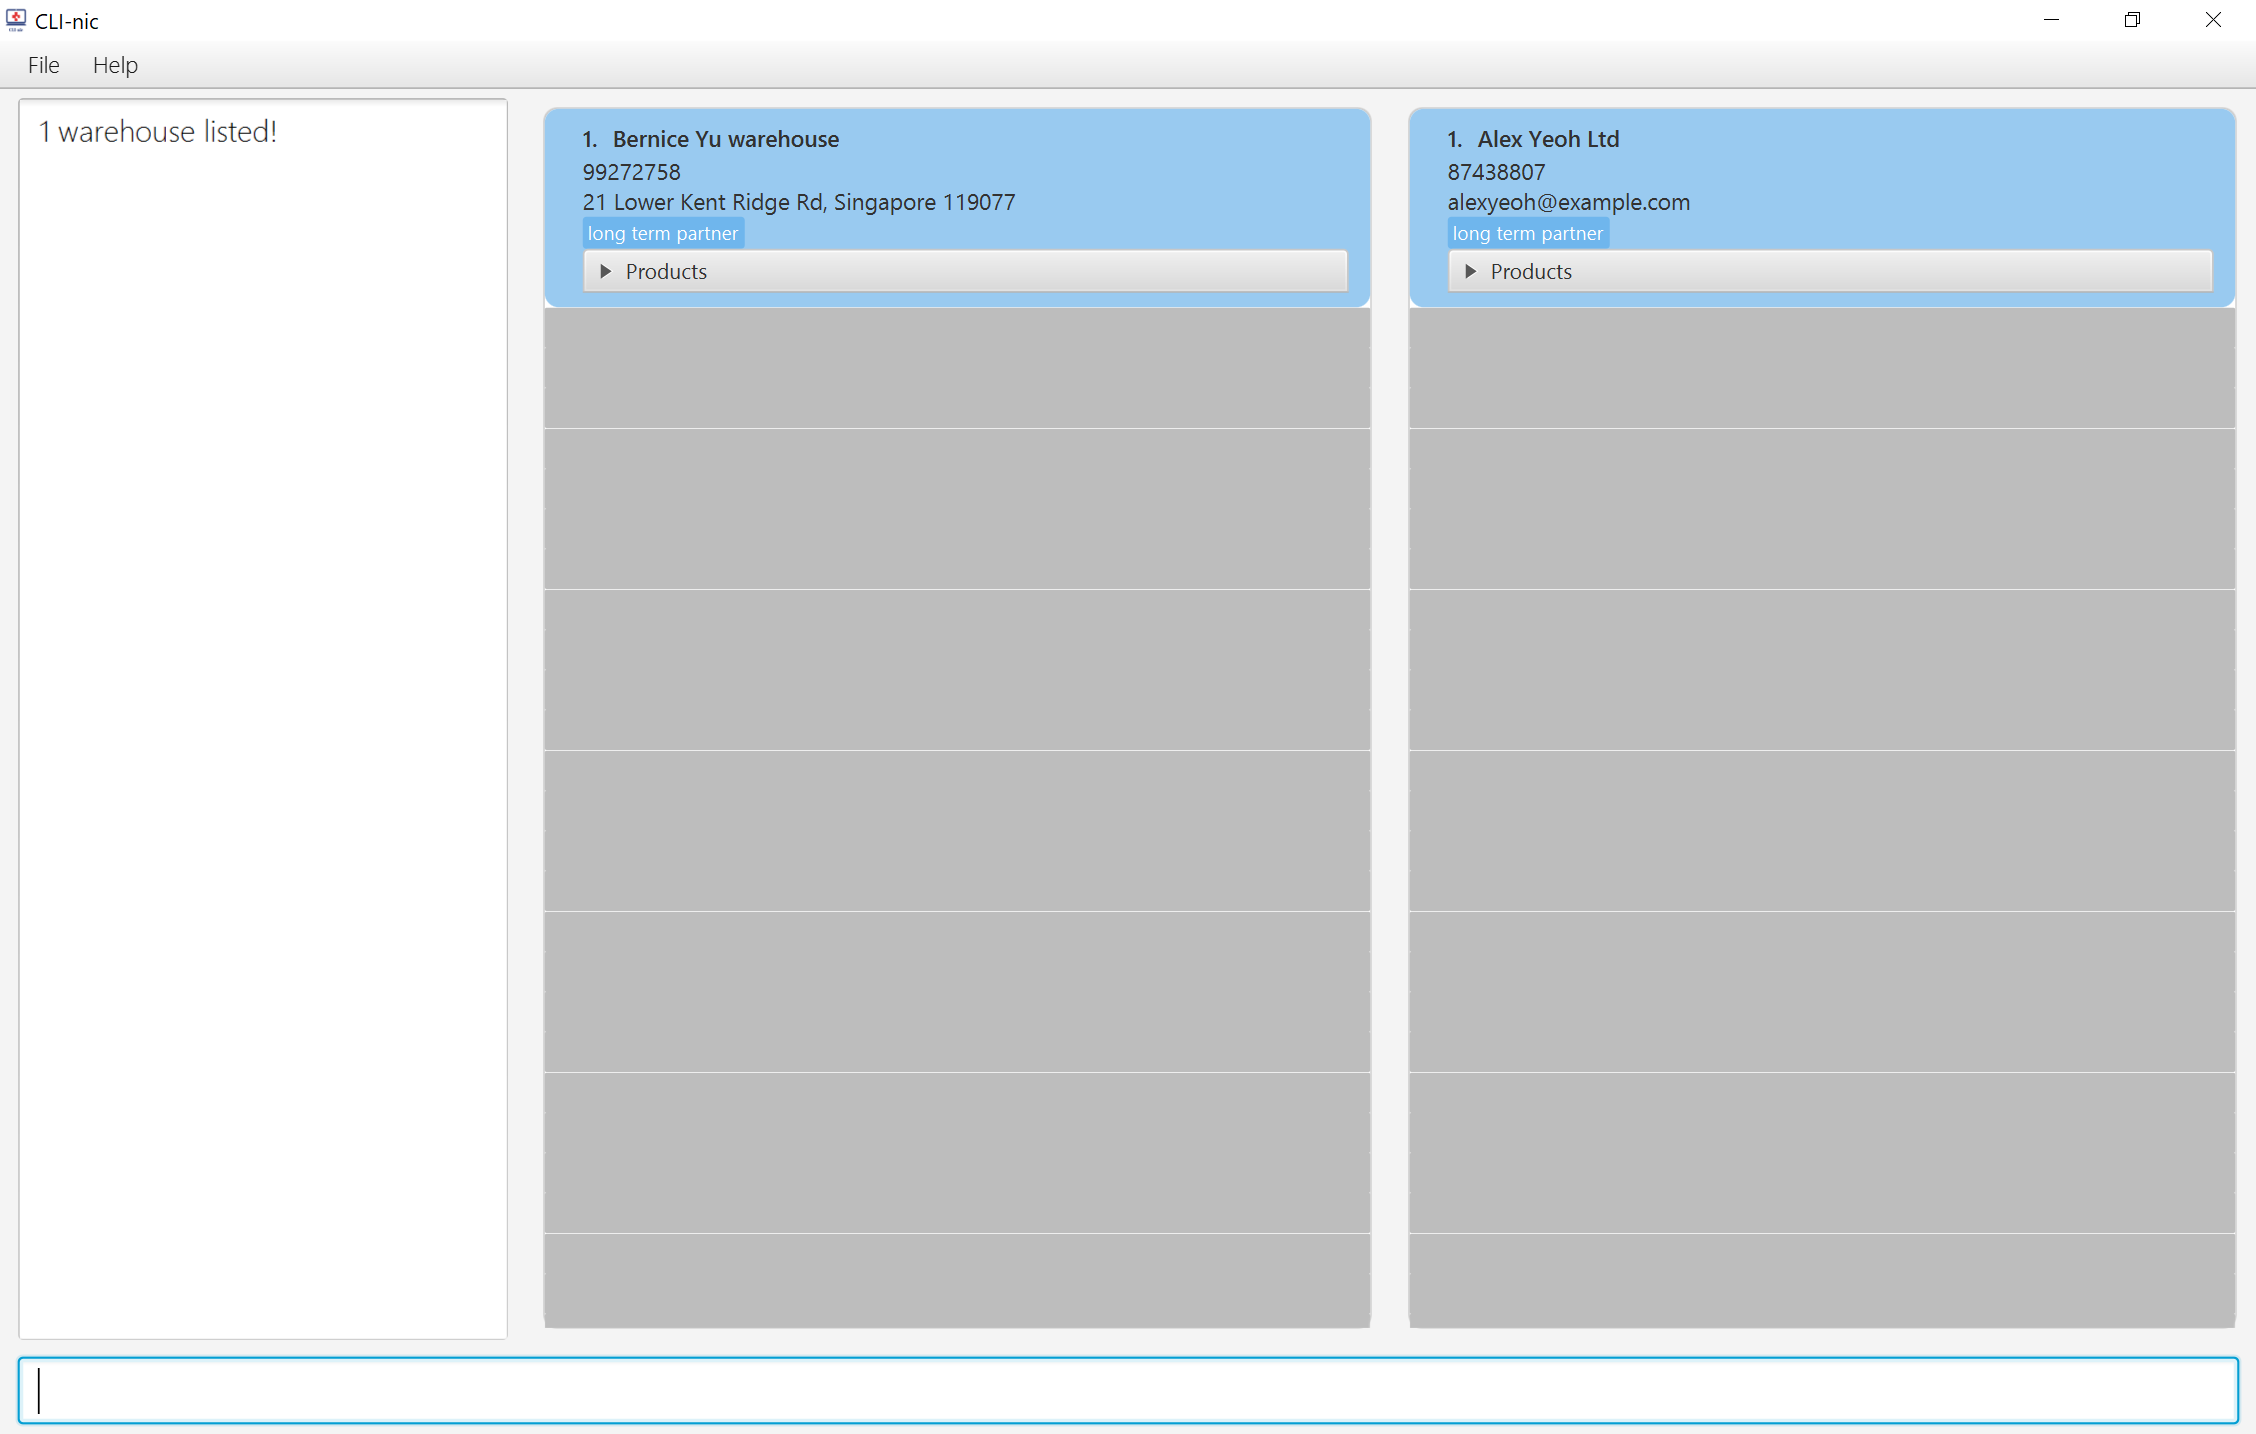 CLI-nic
File Help
1 warehouse listed!
1. Bernice Yu warehouse
99272758
21 Lower Kent Ridge Rd, Singapore 119077
long term partner
Products
1. Alex Yeoh Ltd
87438807
alexyeoh@example.com
long term partner
Products